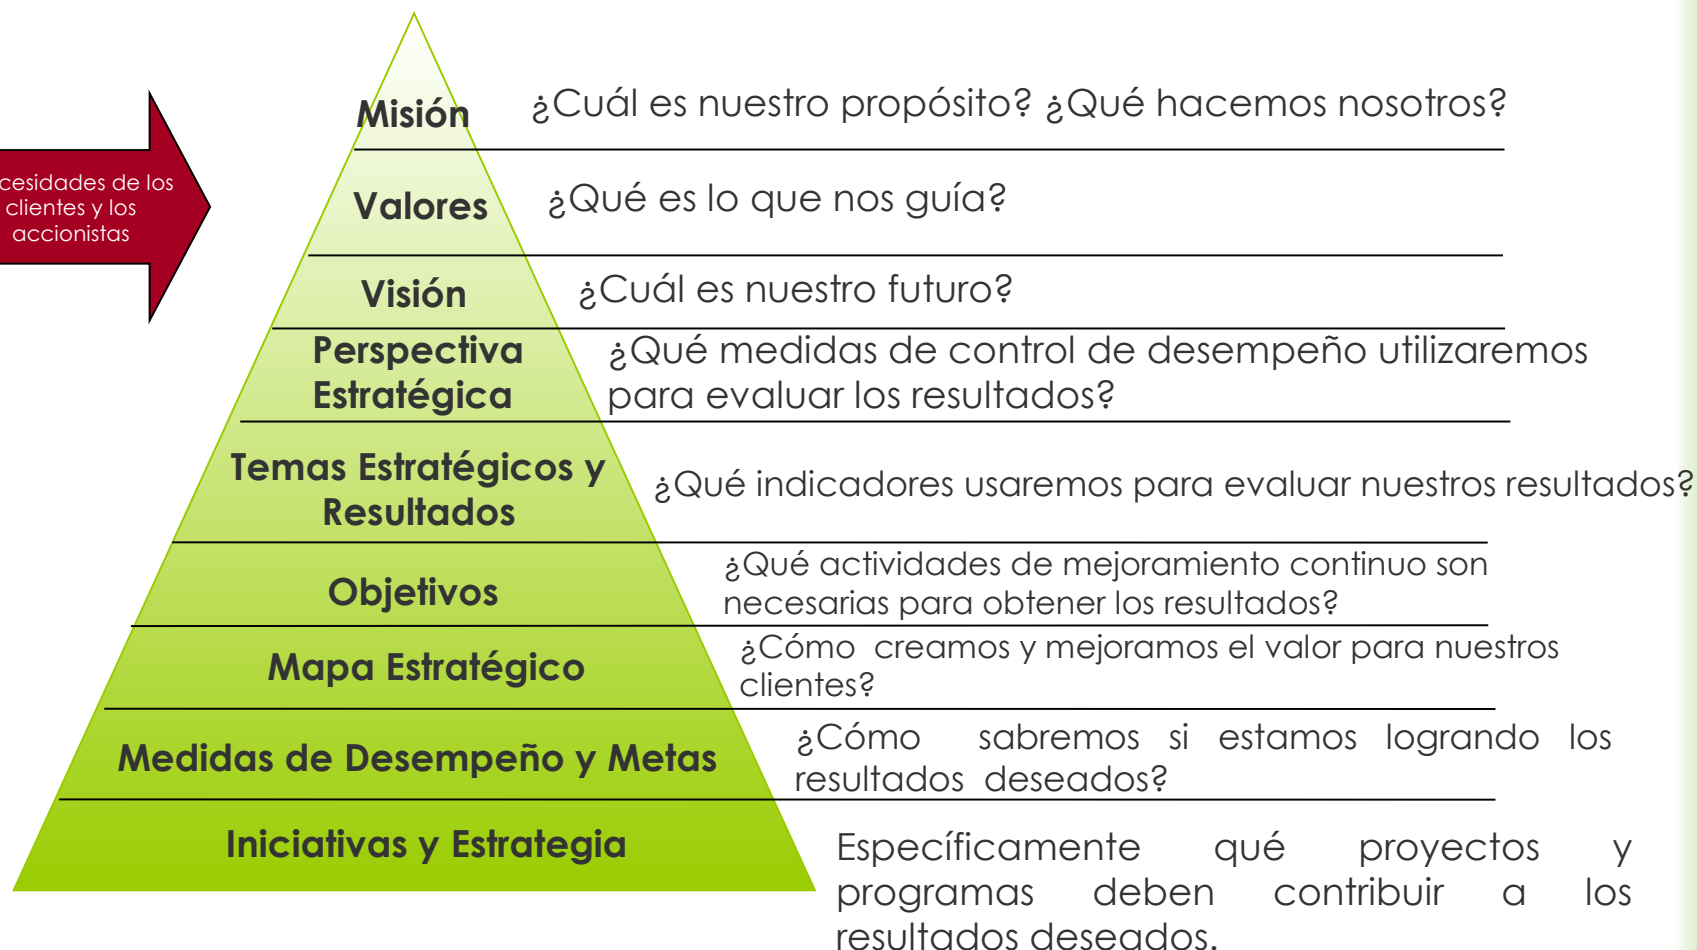 Misión
¿Cuál es nuestro propósito? ¿Qué hacemos nosotros?
cesidades de los
clientes y los
accionistas
Valores
¿Qué es lo que nos guía?
Visión
¿Cuál es nuestro futuro?
Perspectiva
Estratégica
¿Qué medidas de control de desempeño utilizaremos
para evaluar los resultados?
Temas Estratégicos y
Resultados
¿Qué indicadores usaremos para evaluar nuestros resultados?
Objetivos
¿Qué actividades de mejoramiento continuo son
necesarias para obtener los resultados?
Mapa Estratégico
¿Cómo creamos y mejoramos el valor para nuestros
clientes?
Medidas de Desempeño y Metas
¿Cómo sabremos si estamos logrando los
resultados deseados?
Iniciativas y Estrategia
Específicamente qué proyectos y
programas deben contribuir a los
resultados deseados.